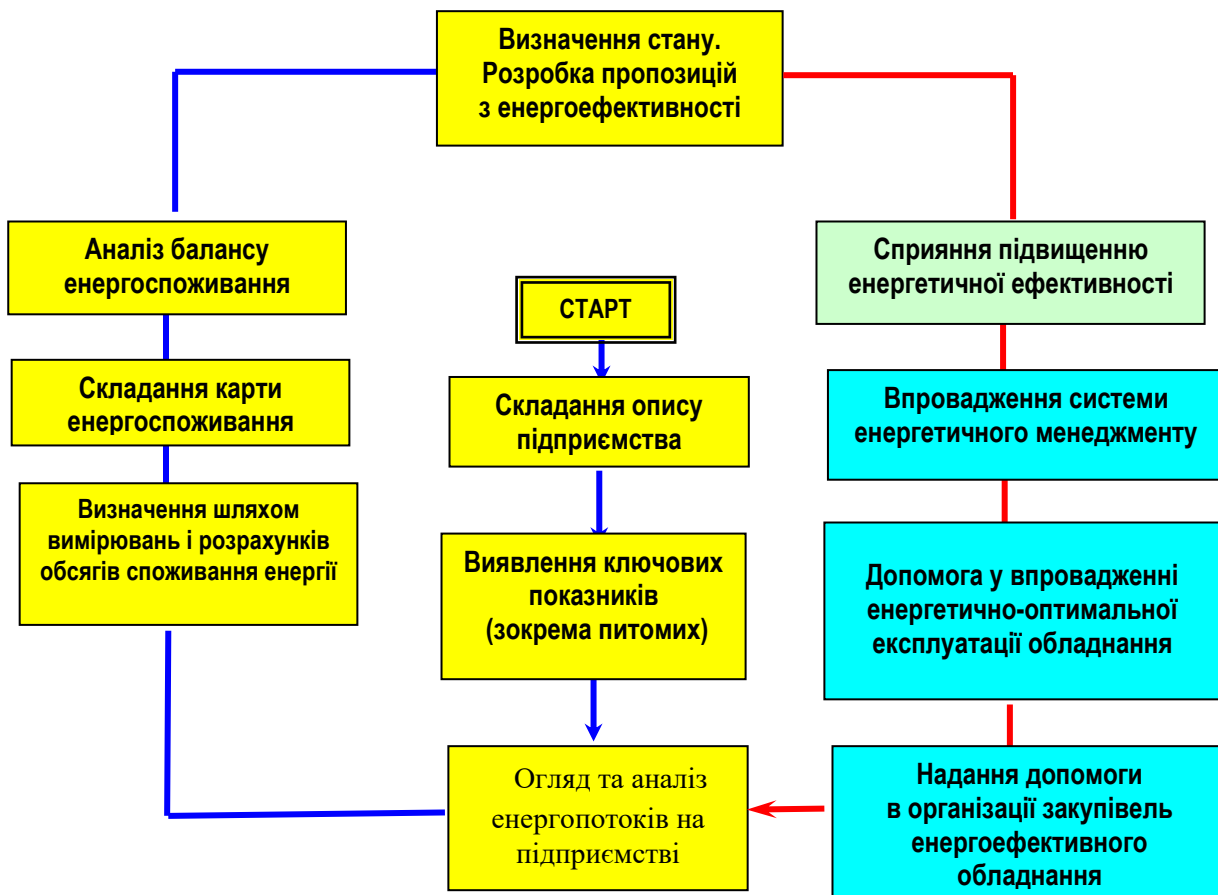 Визначення стану.
Розробка пропозицій
з енергоефективності
Аналіз балансу
енергоспоживання
Сприяння підвищенню
енергетичної ефективності
СТАРТ
Складання карти
енергоспоживання
Складання опису
підприємства
Впровадження системи
енергетичного менеджменту
Визначення шляхом
вимірювань і розрахунків
обсягів споживання енергії
Виявлення ключових
показників
(зокрема питомих)
Допомога у впровадженні
енергетично-оптимальної
експлуатації обладнання
Огляд та аналіз
енергопотоків на
підприємстві
Надання допомоги
в організації закупівель
енергоефективного
обладнання